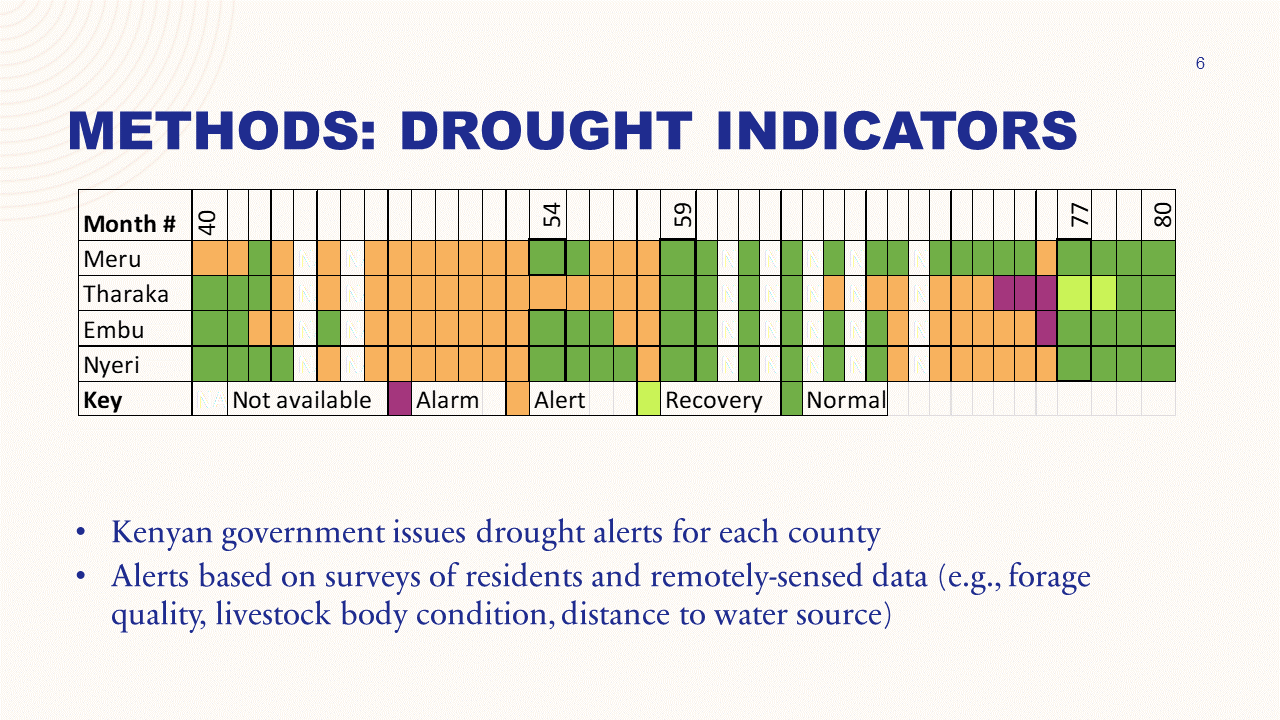 6
METHODS: DROUGHT INDICATORS
Month # 40 54 59 77 80
Meru N N N N N N
Tharaka N N N N N N
Embu N N N N N N
Nyeri N N N N N N
Key NA Not available Alarm Alert Recovery Normal
• Kenyan government issues drought alerts for each county
• Alerts based on surveys of residents and remotely-sensed data (e.g., forage
quality, livestock body condition, distance to water source)